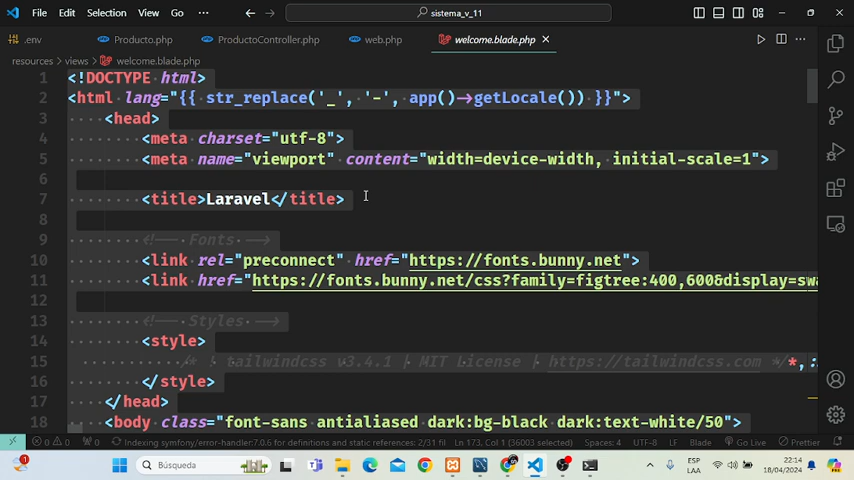 File Edit Selection View Go ··· sistema_v_11
.env Producto.php ProductoController.php web.php welcome.blade.php
resources > views > welcome.blade.php
1 <!DOCTYPE html>
2 <html lang="{{ str_replace('_', '-', app()->getLocale()) }}">
3 <head>
4 <meta charset="utf-8">
5 <meta name="viewport" content="width=device-width, initial-scale=1">
6
7 <title>Laravel</title>
8
9 <!-- Fonts -->
10 <link rel="preconnect" href="https://fonts.bunny.net">
11 <link href="https://fonts.bunny.net/css?family=figtree:400,600&display=swa
12
13 <!-- Styles -->
14 <style>
15 /* ! tailwindcss v3.4.1 | MIT License | https://tailwindcss.com */*,:
16 </style>
17 </head>
18 <body class="font-sans antialiased dark:bg-black dark:text-white/50">
0 0 0 Indexing symfony/error-handler:7.0.6 for definitions and static references: 2/31 fil Ln 173, Col 1 (36003 selected) Spaces: 4 UTF-8 LF Blade Go Live Prettier
1 Búsqueda ESP 22:14
LAA 18/04/2024